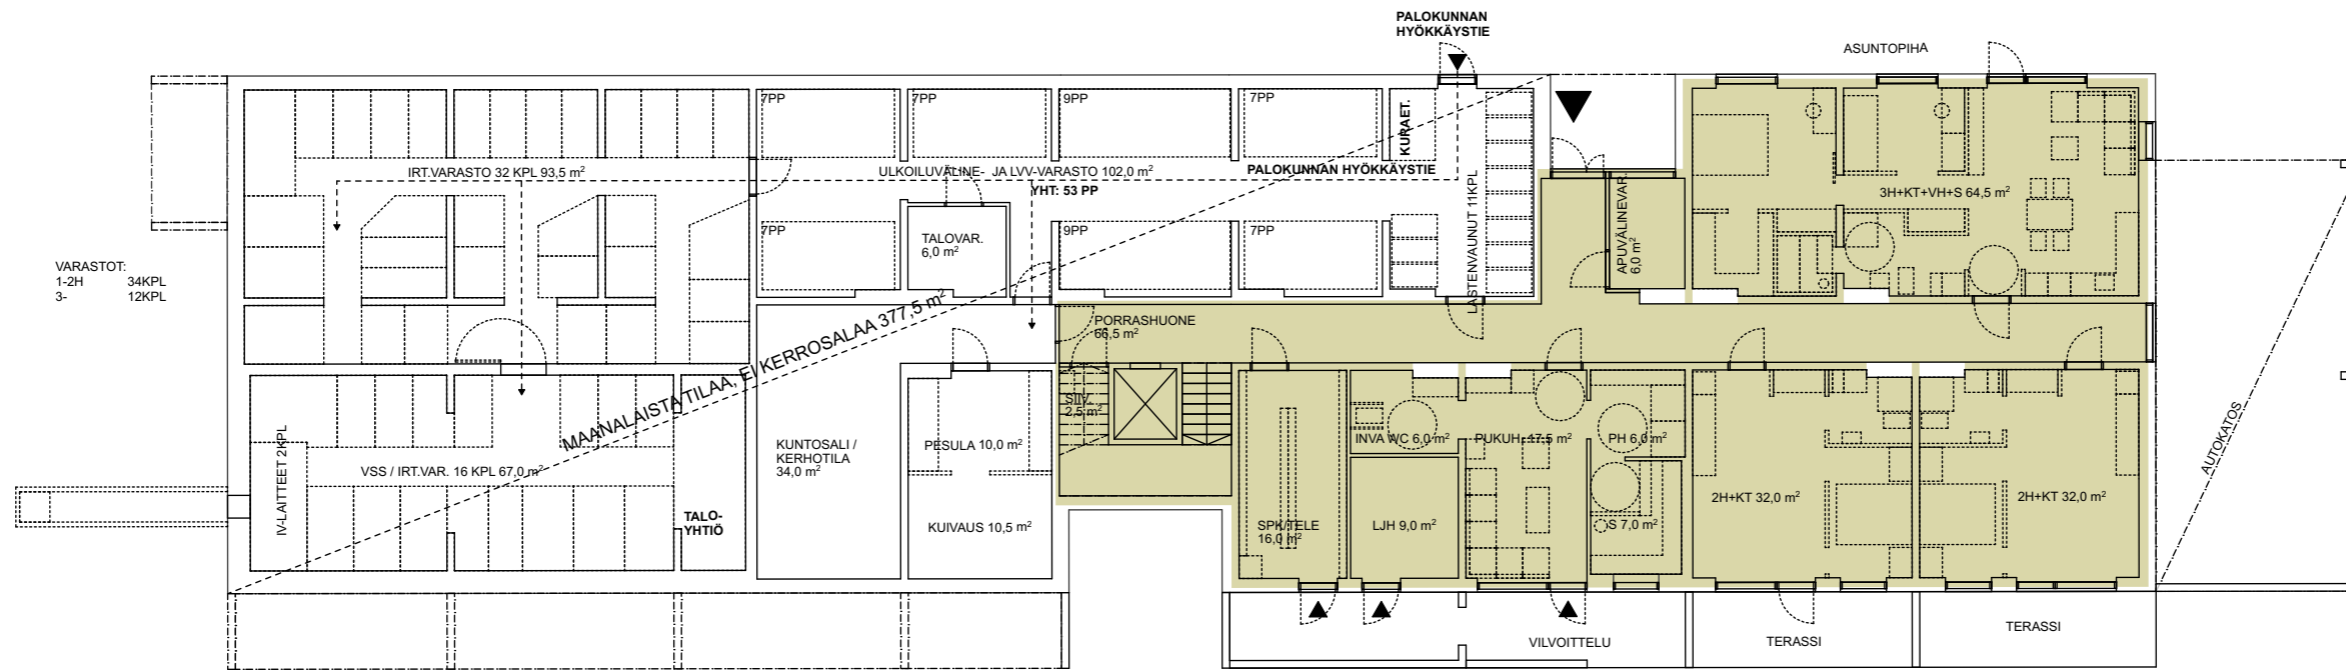 PALOKUNNAN
HYÖKKÄYSTIE
ASUNTOPIHA
7PP
7PP
9PP
7PP
KURAET.
IRT.VARASTO 32 KPL 93,5 m²
ULKOILUVÄLINE- JA LVV-VARASTO 102,0 m²
YHT: 53 PP
PALOKUNNAN HYÖKKÄYSTIE
LASTENVAUNUT 11KPL
APUVÄLINEVAR.
6,0 m²
3H+KT+VH+S 64,5 m²
7PP
TALOVAR.
6,0 m²
9PP
7PP
VARASTOT:
1-2H 34KPL
3- 12KPL
MAANALAISTA TILAA, EI KERROSALAA 377,5 m²
PORRASHUONE
66,5 m²
SIIV.
2,5 m²
IV-LAITTEET 2KPL
VSS / IRT.VAR. 16 KPL 67,0 m²
TALO-
YHTIÖ
KUNTOSALI /
KERHOTILA
34,0 m²
PESULA 10,0 m²
KUIVAUS 10,5 m²
INVA WC 6,0 m²
PUKUH. 17,5 m²
PH 6,0 m²
SPK/TELE
16,0 m²
LJH 9,0 m²
S 7,0 m²
2H+KT 32,0 m²
2H+KT 32,0 m²
AUTOKATOS
VILVOITTELU
TERASSI
TERASSI